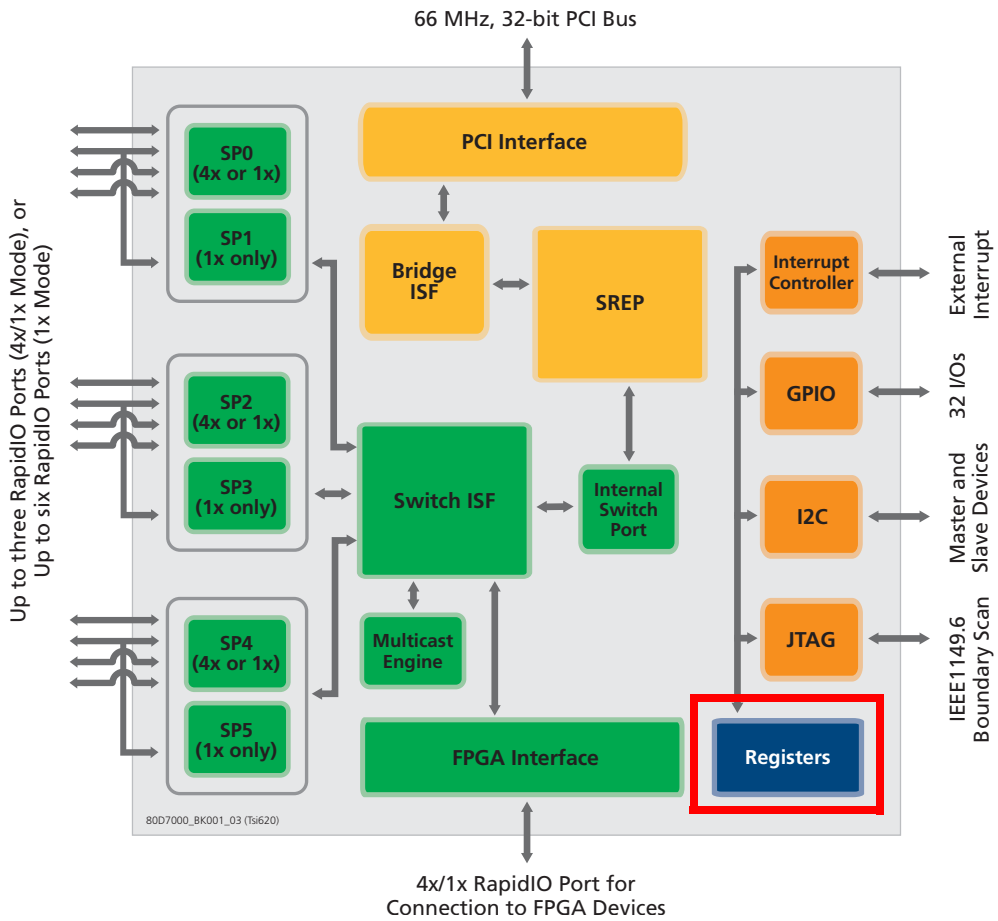 66 MHz, 32-bit PCI Bus
PCI Interface
SP0
(4x or 1x)
SP1
(1x only)
Bridge
ISF
SREP
Interrupt
Controller
External
Interrupt
GPIO
32 I/Os
Up to three RapidIO Ports (4x/1x Mode), or
Up to six RapidIO Ports (1x Mode)
SP2
(4x or 1x)
SP3
(1x only)
Switch ISF
Internal
Switch
Port
I2C
Master and
Slave Devices
SP4
(4x or 1x)
SP5
(1x only)
Multicast
Engine
JTAG
IEEE1149.6
Boundary Scan
FPGA Interface
Registers
80D7000_BK001_03 (Tsi620)
4x/1x RapidIO Port for
Connection to FPGA Devices